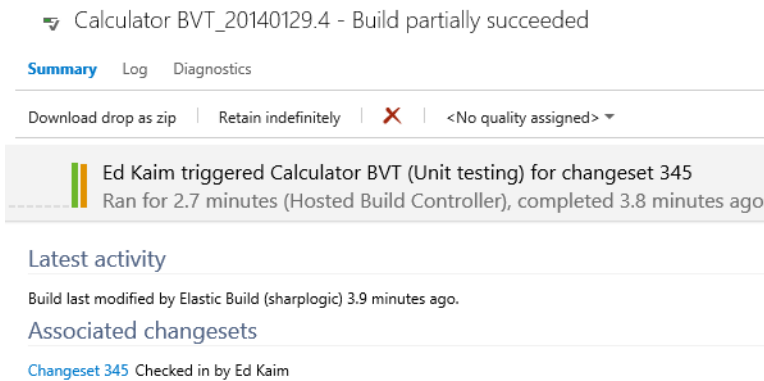 Calculator BVT_20140129.4 - Build partially succeeded
Summary Log Diagnostics
Download drop as zip Retain indefinitely <No quality assigned>
Ed Kaim triggered Calculator BVT (Unit testing) for changeset 345
Ran for 2.7 minutes (Hosted Build Controller), completed 3.8 minutes ago
Latest activity
Build last modified by Elastic Build (sharplogic) 3.9 minutes ago.
Associated changesets
Changeset 345 Checked in by Ed Kaim